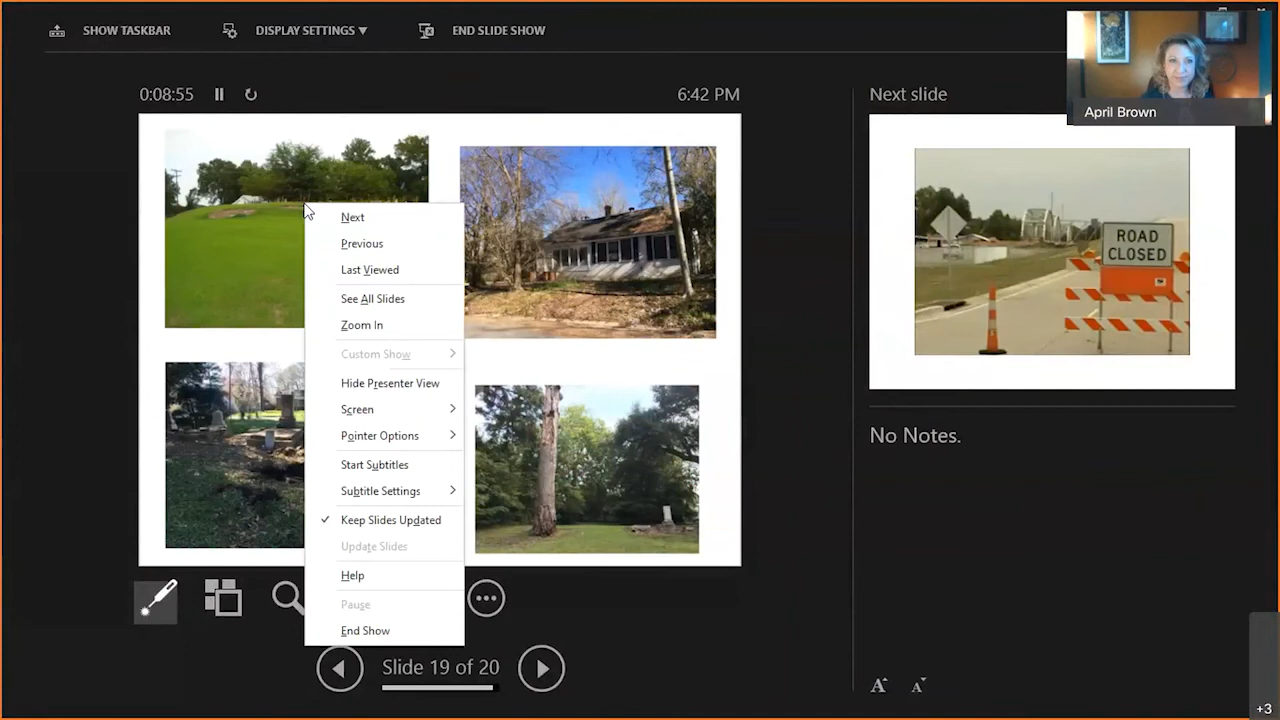 SHOW TASKBAR
DISPLAY SETTINGS ▼
END SLIDE SHOW
April Brown
0:08:55
6:42 PM
Next slide
ROAD
CLOSED
Next
Previous
Last Viewed
See All Slides
Zoom In
Custom Show
Hide Presenter View
Screen
Pointer Options
Start Subtitles
Subtitle Settings
Keep Slides Updated
Update Slides
Help
Pause
End Show
No Notes.
Slide 19 of 20
A A
+3